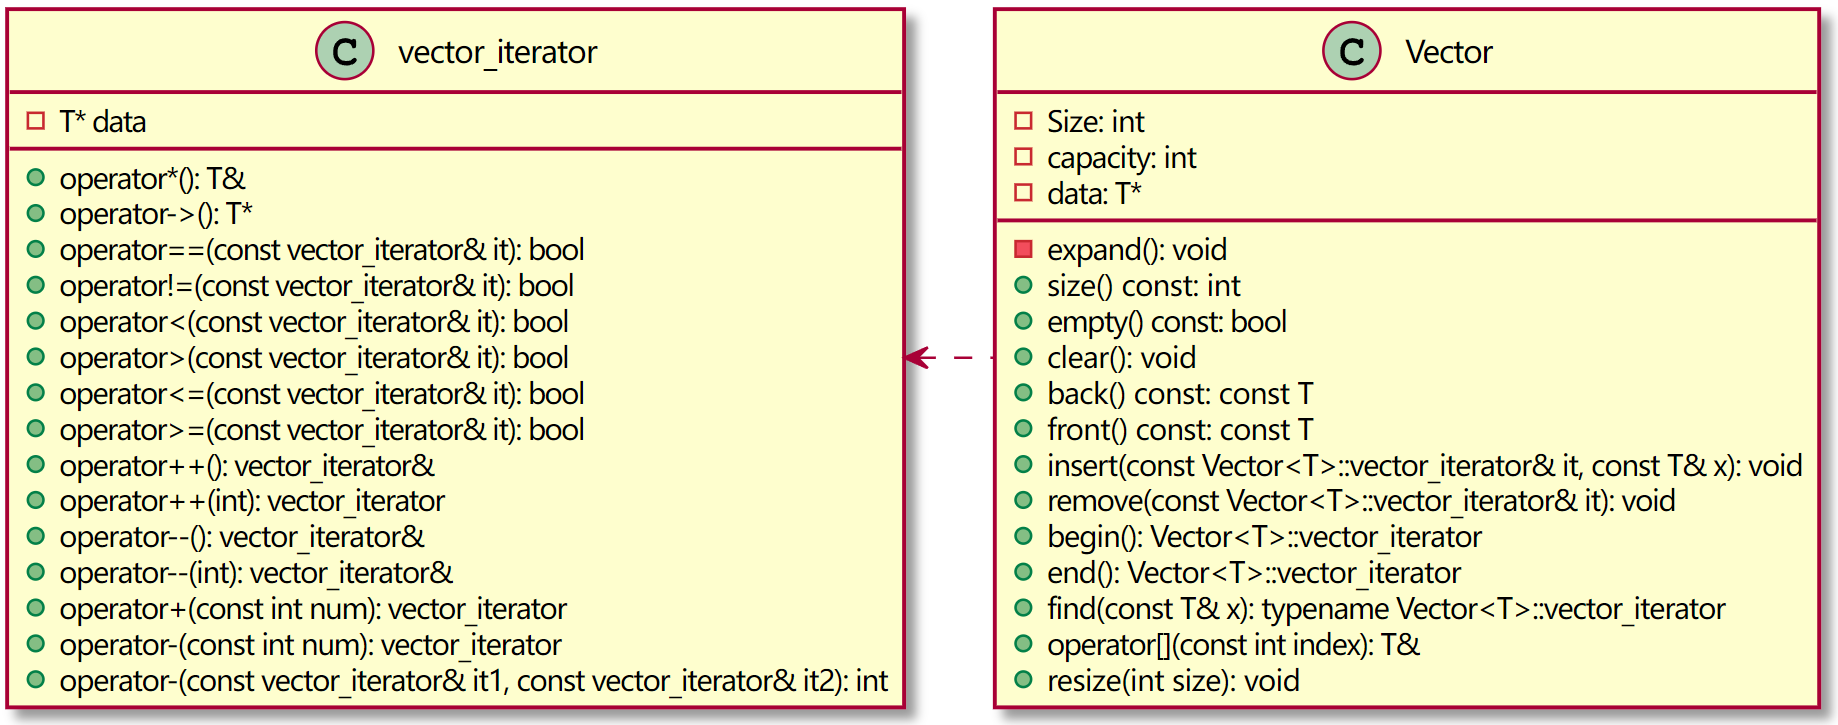 C vector_iterator
T* data
operator*(): T&
operator->(): T*
operator==(const vector_iterator& it): bool
operator!=(const vector_iterator& it): bool
operator<(const vector_iterator& it): bool
operator>(const vector_iterator& it): bool
operator<=(const vector_iterator& it): bool
operator>=(const vector_iterator& it): bool
operator++(): vector_iterator&
operator++(int): vector_iterator
operator--(): vector_iterator&
operator--(int): vector_iterator&
operator+(const int num): vector_iterator
operator-(const int num): vector_iterator
operator-(const vector_iterator& it1, const vector_iterator& it2): int
C Vector
Size: int
capacity: int
data: T*
expand(): void
size() const: int
empty() const: bool
clear(): void
back() const: const T
front() const: const T
insert(const Vector<T>::vector_iterator& it, const T& x): void
remove(const Vector<T>::vector_iterator& it): void
begin(): Vector<T>::vector_iterator
end(): Vector<T>::vector_iterator
find(const T& x): typename Vector<T>::vector_iterator
operator[](const int index): T&
resize(int size): void